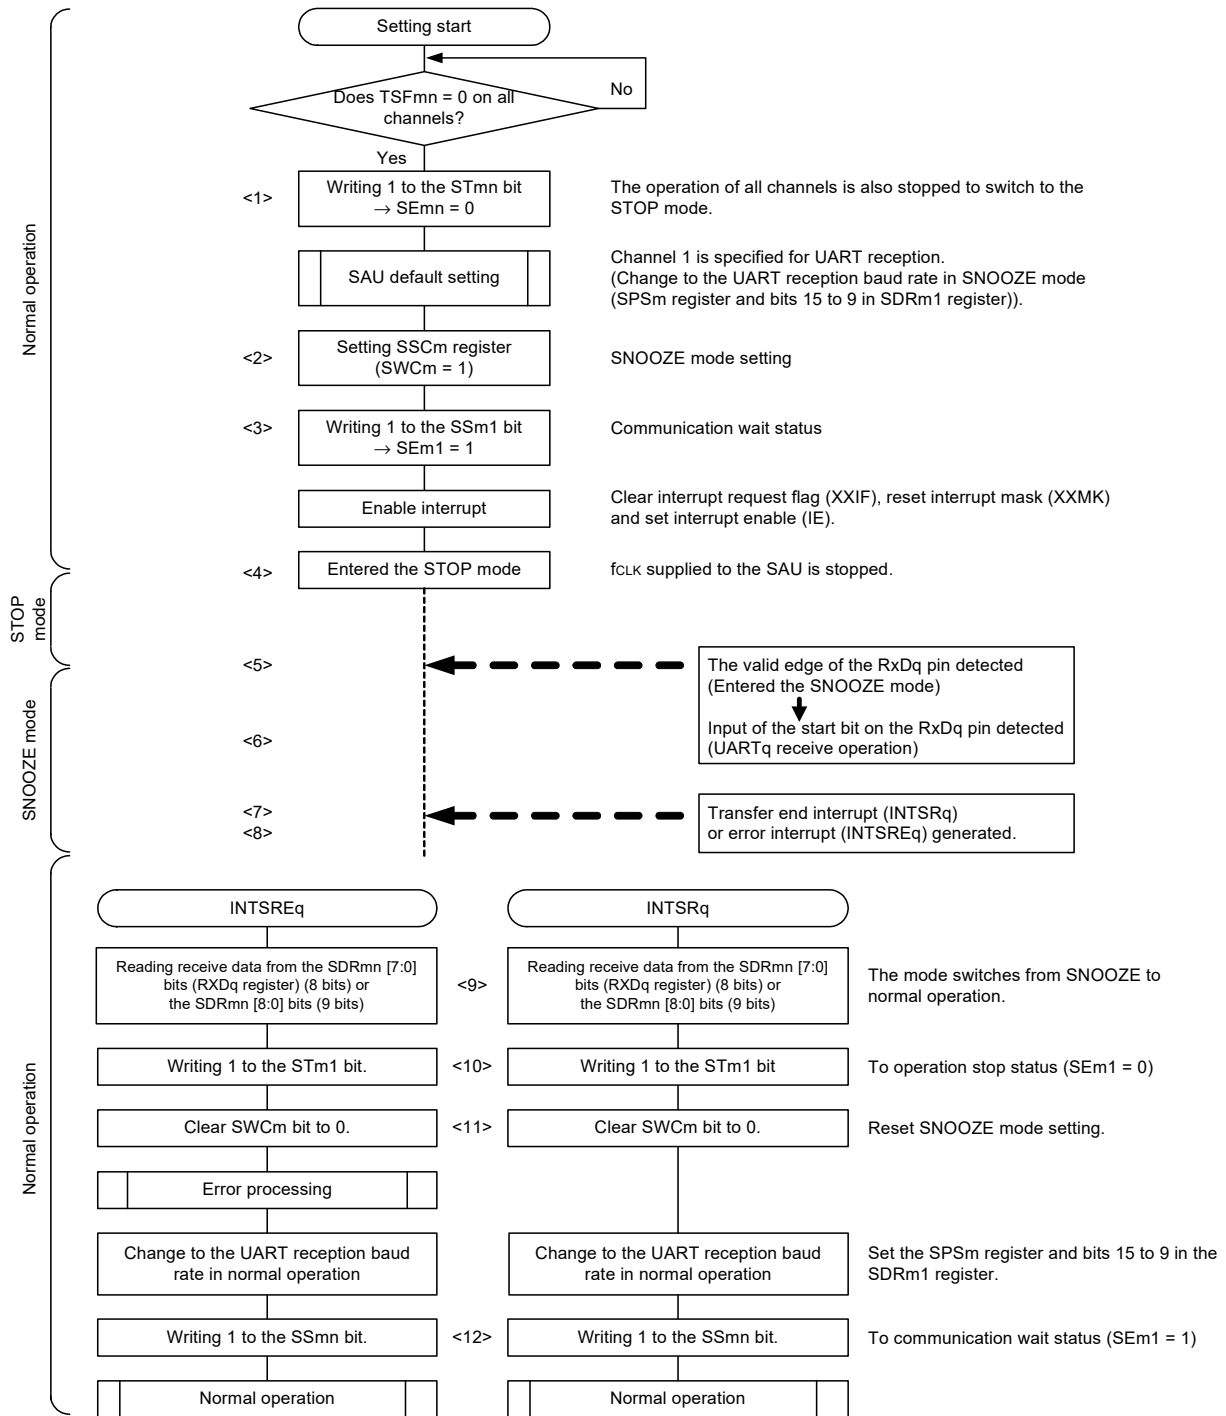 Setting start
No
Does TSFmn = 0 on all
channels?
Yes
<1>
Writing 1 to the STmn bit
→ SEmn = 0
The operation of all channels is also stopped to switch to the
STOP mode.
SAU default setting
Channel 1 is specified for UART reception.
(Change to the UART reception baud rate in SNOOZE mode
(SPSm register and bits 15 to 9 in SDRm1 register)).
Normal operation
<2>
Setting SSCm register
(SWCm = 1)
SNOOZE mode setting
<3>
Writing 1 to the SSm1 bit
→ SEm1 = 1
Communication wait status
Enable interrupt
Clear interrupt request flag (XXIF), reset interrupt mask (XXMK)
and set interrupt enable (IE).
<4>
Entered the STOP mode
fCLK supplied to the SAU is stopped.
STOP
mode
<5>
The valid edge of the RxDq pin detected
(Entered the SNOOZE mode)
Input of the start bit on the RxDq pin detected
(UARTq receive operation)
<6>
SNOOZE mode
<7>
<8>
Transfer end interrupt (INTSRq)
or error interrupt (INTSREq) generated.
INTSREq
INTSRq
Reading receive data from the SDRmn [7:0]
bits (RXDq register) (8 bits) or
the SDRmn [8:0] bits (9 bits)
<9>
Reading receive data from the SDRmn [7:0]
bits (RXDq register) (8 bits) or
the SDRmn [8:0] bits (9 bits)
The mode switches from SNOOZE to
normal operation.
Writing 1 to the STm1 bit.
<10>
Writing 1 to the STm1 bit
To operation stop status (SEm1 = 0)
Clear SWCm bit to 0.
<11>
Clear SWCm bit to 0.
Reset SNOOZE mode setting.
Normal operation
Error processing
Change to the UART reception baud
rate in normal operation
Change to the UART reception baud
rate in normal operation
Set the SPSm register and bits 15 to 9 in the
SDRm1 register.
Writing 1 to the SSmn bit.
<12>
Writing 1 to the SSmn bit.
To communication wait status (SEm1 = 1)
Normal operation
Normal operation